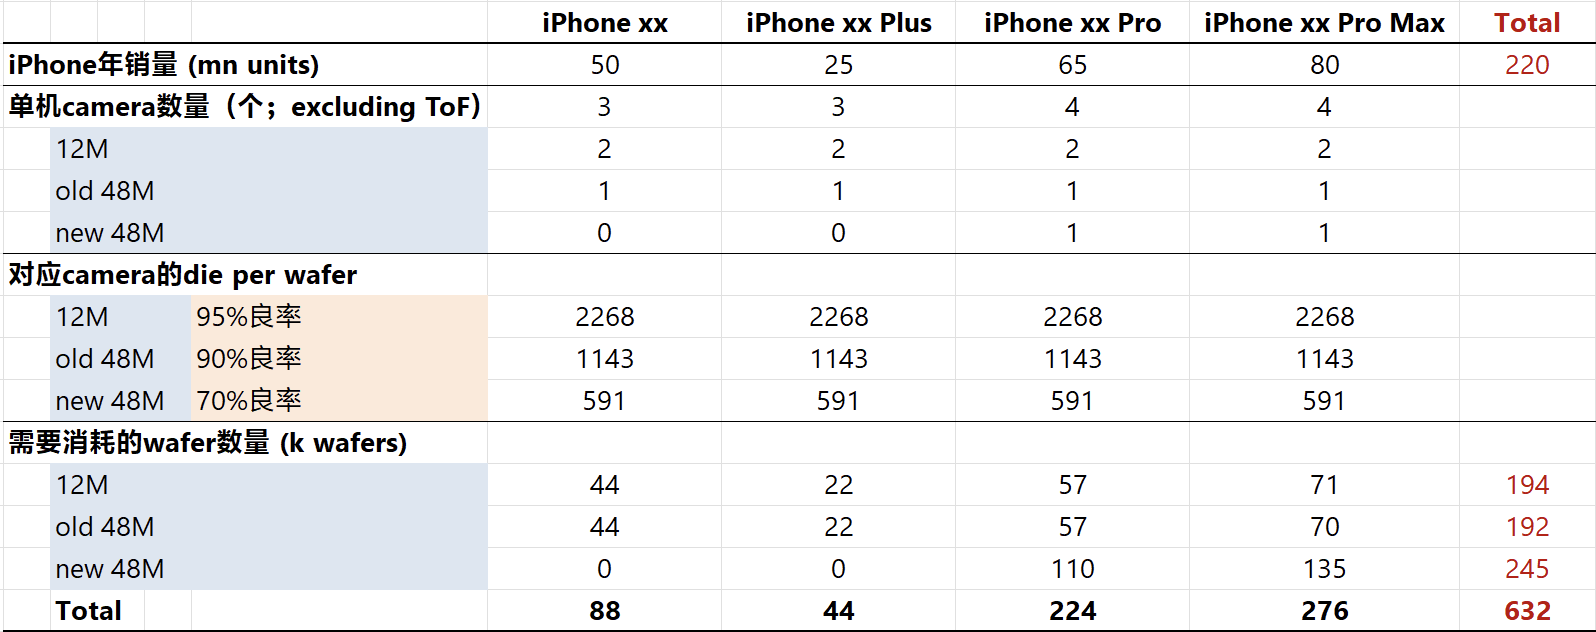 iPhone xx iPhone xx Plus iPhone xx Pro iPhone xx Pro Max Total
iPhone年销量 (mn units) 50 25 65 80 220
单机camera数量（个；excluding ToF） 3 3 4 4
12M 2 2 2 2
old 48M 1 1 1 1
new 48M 0 0 1 1
对应camera的die per wafer
12M 95%良率 2268 2268 2268 2268
old 48M 90%良率 1143 1143 1143 1143
new 48M 70%良率 591 591 591 591
需要消耗的wafer数量 (k wafers)
12M 44 22 57 71 194
old 48M 44 22 57 70 192
new 48M 0 0 110 135 245
Total 88 44 224 276 632